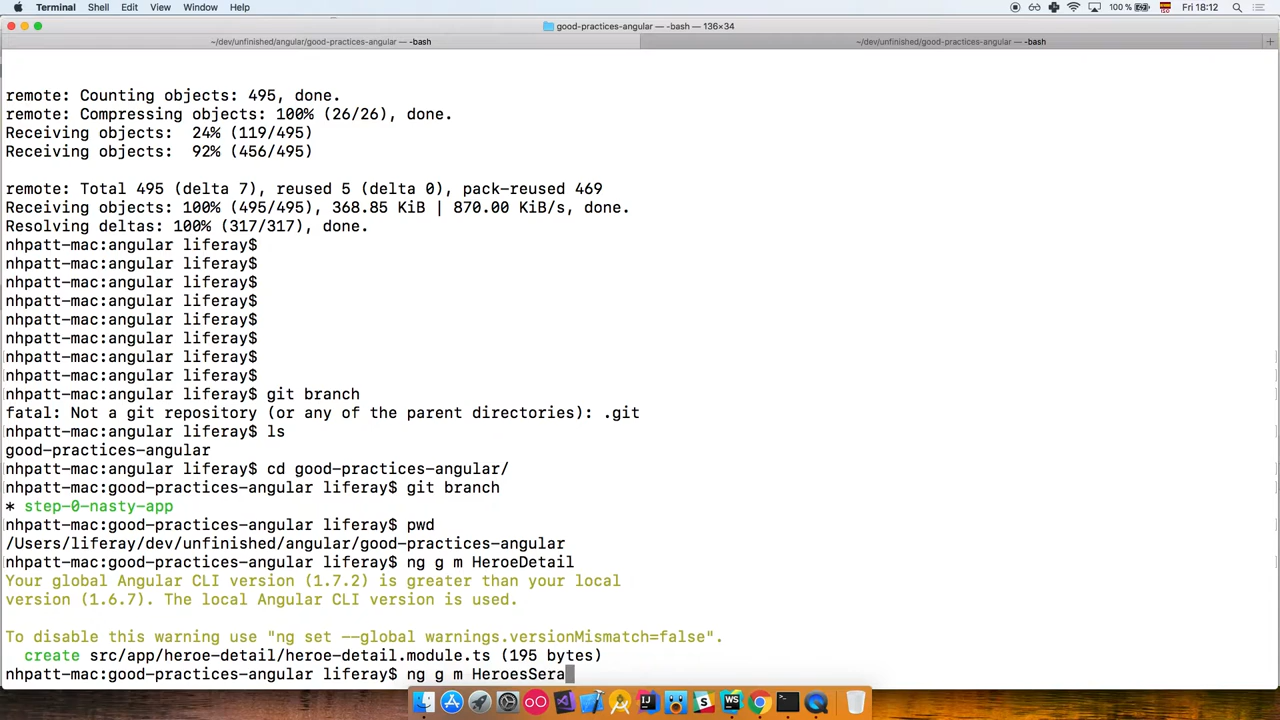 Terminal Shell Edit View Window Help 100 % ISO Fri 18:12
good-practices-angular — -bash — 136×34
~/dev/unfinished/angular/good-practices-angular — -bash ~/dev/unfinished/good-practices-angular — -bash
remote: Counting objects: 495, done.
remote: Compressing objects: 100% (26/26), done.
Receiving objects:  24% (119/495)
Receiving objects:  92% (456/495)
remote: Total 495 (delta 7), reused 5 (delta 0), pack-reused 469
Receiving objects: 100% (495/495), 368.85 KiB | 870.00 KiB/s, done.
Resolving deltas: 100% (317/317), done.
nhpatt-mac:angular liferay$
nhpatt-mac:angular liferay$
nhpatt-mac:angular liferay$
nhpatt-mac:angular liferay$
nhpatt-mac:angular liferay$
nhpatt-mac:angular liferay$
nhpatt-mac:angular liferay$
nhpatt-mac:angular liferay$
nhpatt-mac:angular liferay$ git branch
fatal: Not a git repository (or any of the parent directories): .git
nhpatt-mac:angular liferay$ ls
good-practices-angular
nhpatt-mac:angular liferay$ cd good-practices-angular/
nhpatt-mac:good-practices-angular liferay$ git branch
* step-0-nasty-app
nhpatt-mac:good-practices-angular liferay$ pwd
/Users/liferay/dev/unfinished/angular/good-practices-angular
nhpatt-mac:good-practices-angular liferay$ ng g m HeroeDetail
Your global Angular CLI version (1.7.2) is greater than your local
version (1.6.7). The local Angular CLI version is used.
To disable this warning use "ng set --global warnings.versionMismatch=false".
create src/app/heroe-detail/heroe-detail.module.ts (195 bytes)
nhpatt-mac:good-practices-angular liferay$ ng g m HeroesSera
IJ
WS